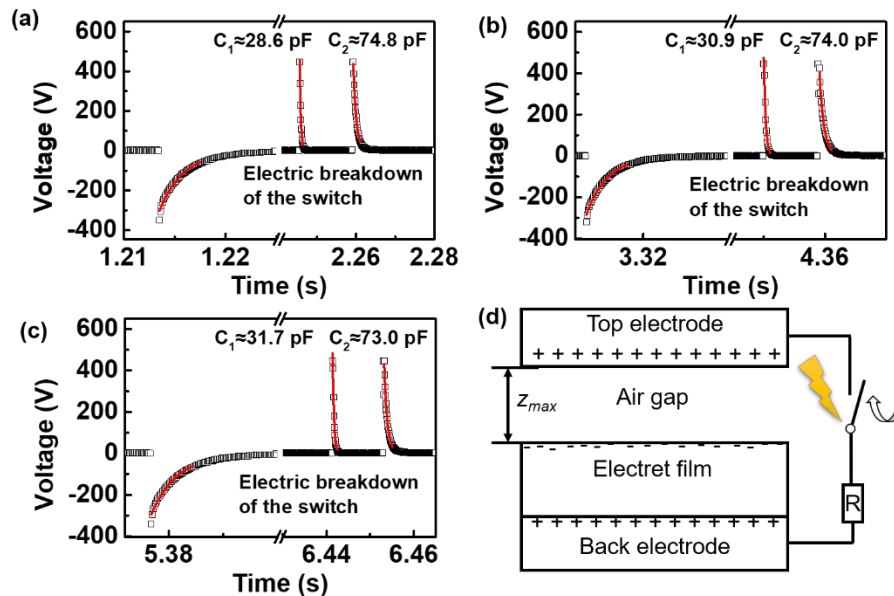 (a)
600
400
200
0
-200
-400
Voltage (V)
C₁≈28.6 pF
C₂≈74.8 pF
Electric breakdown
of the switch
1.21
1.22
2.26
2.28
Time (s)
(b)
600
400
200
0
-200
-400
Voltage (V)
C₁≈30.9 pF
C₂≈74.0 pF
Electric breakdown
of the switch
3.32
4.36
Time (s)
(c)
600
400
200
0
-200
-400
Voltage (V)
C₁≈31.7 pF
C₂≈73.0 pF
Electric breakdown
of the switch
5.38
6.44
6.46
Time (s)
(d)
Top electrode
+ + + + + + + + + + + + +
z_max
Air gap
Electret film
+ + + + + + + + + + + + +
Back electrode
R